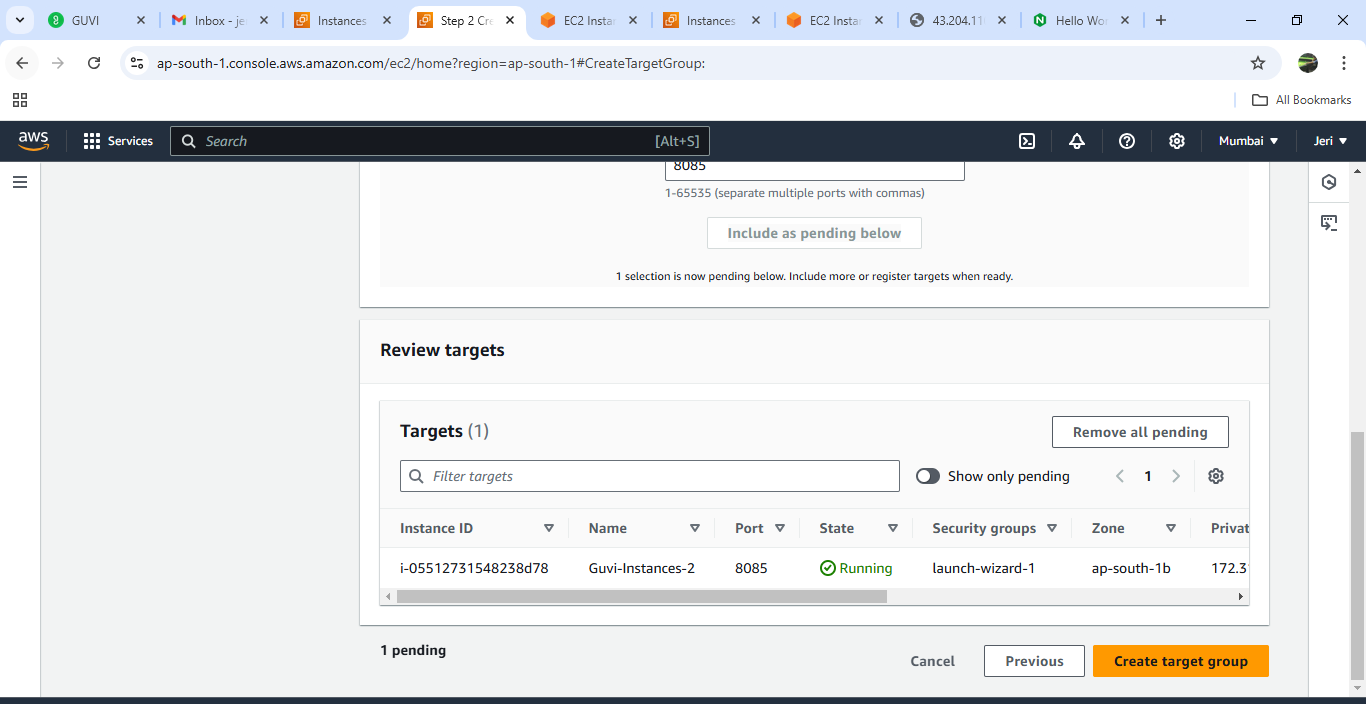 GUVI
Inbox - je
Instances
Step 2 Cre
EC2 Insta
Instances
EC2 Insta
43.204.11
Hello Wo
ap-south-1.console.aws.amazon.com/ec2/home?region=ap-south-1#CreateTargetGroup:
All Bookmarks
aws
Services
Search
[Alt+S]
Mumbai
Jeri
8085
1-65535 (separate multiple ports with commas)
Include as pending below
1 selection is now pending below. Include more or register targets when ready.
Review targets
Targets (1)
Remove all pending
Filter targets
Show only pending
1
Instance ID Name Port State Security groups Zone Privat
i-05512731548238d78 Guvi-Instances-2 8085 Running launch-wizard-1 ap-south-1b 172.3
1 pending
Cancel
Previous
Create target group